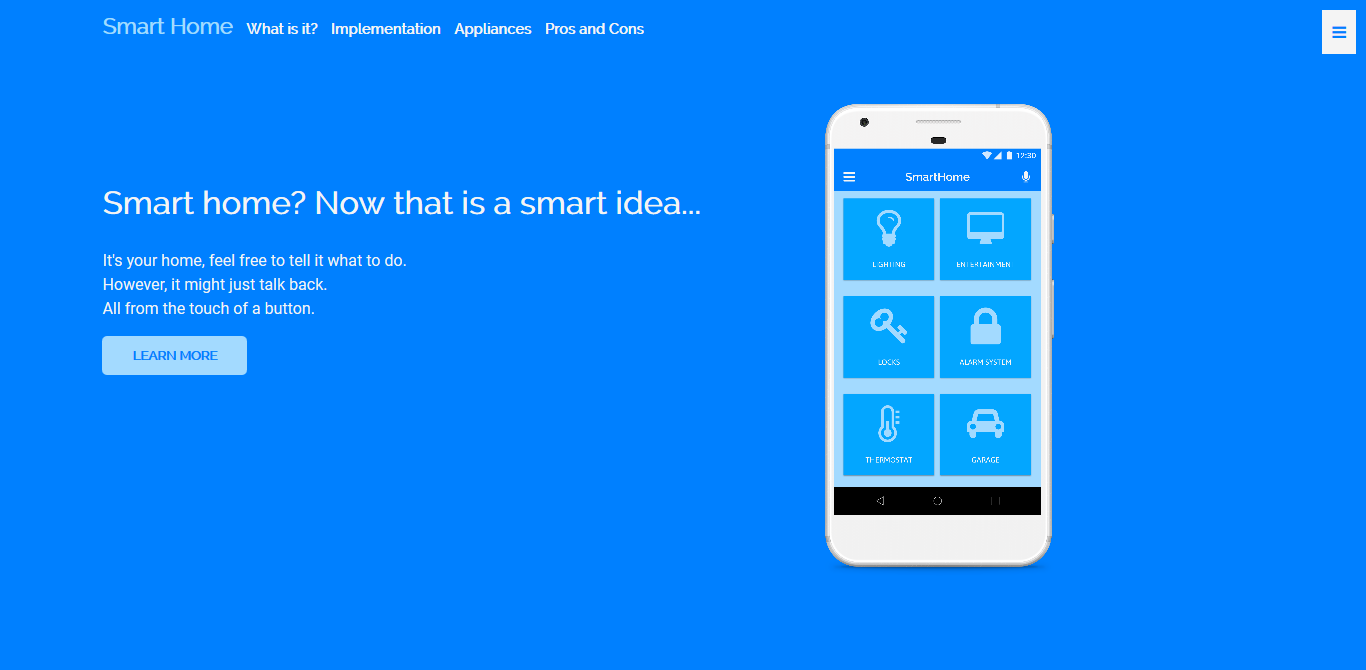 Smart Home What is it? Implementation Appliances Pros and Cons
Smart home? Now that is a smart idea...
It's your home, feel free to tell it what to do.
However, it might just talk back.
All from the touch of a button.
LEARN MORE
12:30
SmartHome
LIGHTING ENTERTAINMEN
LOCKS ALARM SYSTEM
THERMOSTAT GARAGE